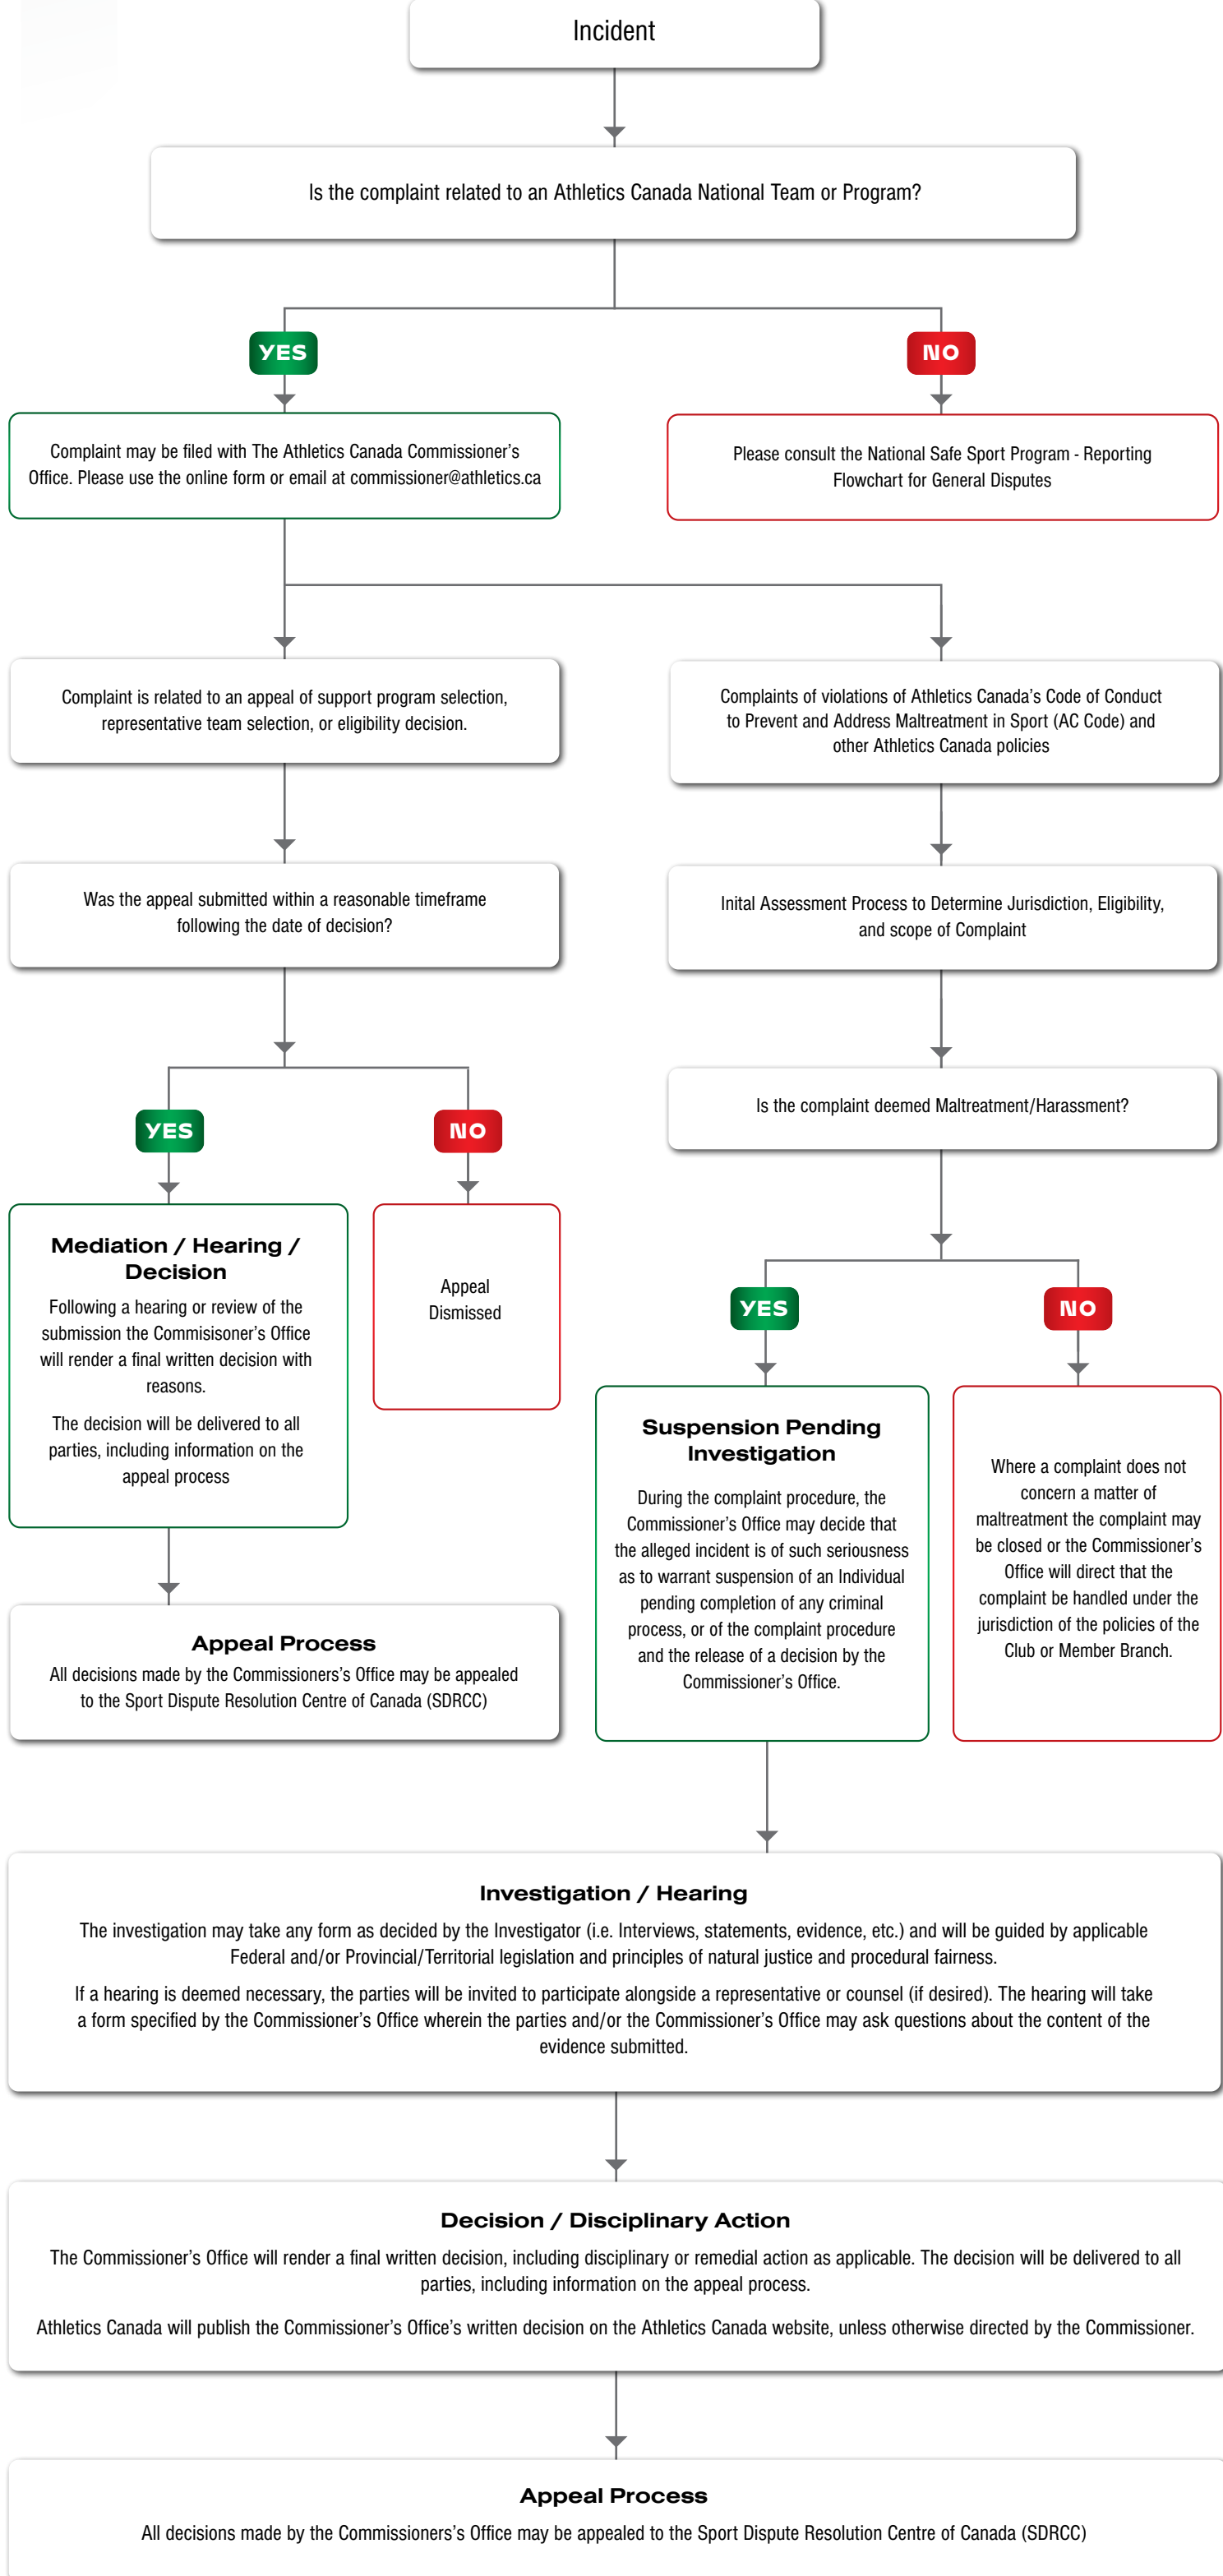 Incident
Is the complaint related to an Athletics Canada National Team or Program?
YES
NO
Complaint may be filed with The Athletics Canada Commissioner's
Office. Please use the online form or email at commissioner@athletics.ca
Please consult the National Safe Sport Program - Reporting
Flowchart for General Disputes
Complaint is related to an appeal of support program selection,
representative team selection, or eligibility decision.
Complaints of violations of Athletics Canada's Code of Conduct
to Prevent and Address Maltreatment in Sport (AC Code) and
other Athletics Canada policies
Was the appeal submitted within a reasonable timeframe
following the date of decision?
Inital Assessment Process to Determine Jurisdiction, Eligibility,
and scope of Complaint
Is the complaint deemed Maltreatment/Harassment?
YES
NO
Mediation / Hearing /
Decision
Following a hearing or review of the
submission the Commisisoner's Office
will render a final written decision with
reasons.
The decision will be delivered to all
parties, including information on the
appeal process
Appeal
Dismissed
YES
NO
Suspension Pending
Investigation
During the complaint procedure, the
Commissioner's Office may decide that
the alleged incident is of such seriousness
as to warrant suspension of an Individual
pending completion of any criminal
process, or of the complaint procedure
and the release of a decision by the
Commissioner's Office.
Where a complaint does not
concern a matter of
maltreatment the complaint may
be closed or the Commissioner's
Office will direct that the
complaint be handled under the
jurisdiction of the policies of the
Club or Member Branch.
Appeal Process
All decisions made by the Commissioners's Office may be appealed
to the Sport Dispute Resolution Centre of Canada (SDRCC)
Investigation / Hearing
The investigation may take any form as decided by the Investigator (i.e. Interviews, statements, evidence, etc.) and will be guided by applicable
Federal and/or Provincial/Territorial legislation and principles of natural justice and procedural fairness.
If a hearing is deemed necessary, the parties will be invited to participate alongside a representative or counsel (if desired). The hearing will take
a form specified by the Commissioner's Office wherein the parties and/or the Commissioner's Office may ask questions about the content of the
evidence submitted.
Decision / Disciplinary Action
The Commissioner's Office will render a final written decision, including disciplinary or remedial action as applicable. The decision will be delivered to all
parties, including information on the appeal process.
Athletics Canada will publish the Commissioner's Office's written decision on the Athletics Canada website, unless otherwise directed by the Commissioner.
Appeal Process
All decisions made by the Commissioners's Office may be appealed to the Sport Dispute Resolution Centre of Canada (SDRCC)